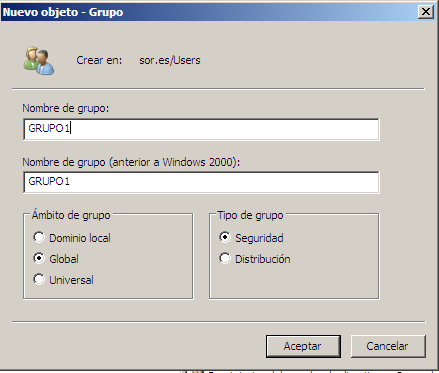 Nuevo objeto - Grupo
Crear en: sor.es/Users
Nombre de grupo:
GRUPO1
Nombre de grupo (anterior a Windows 2000):
GRUPO1
Ámbito de grupo
Dominio local
Global
Universal
Tipo de grupo
Seguridad
Distribución
Aceptar Cancelar